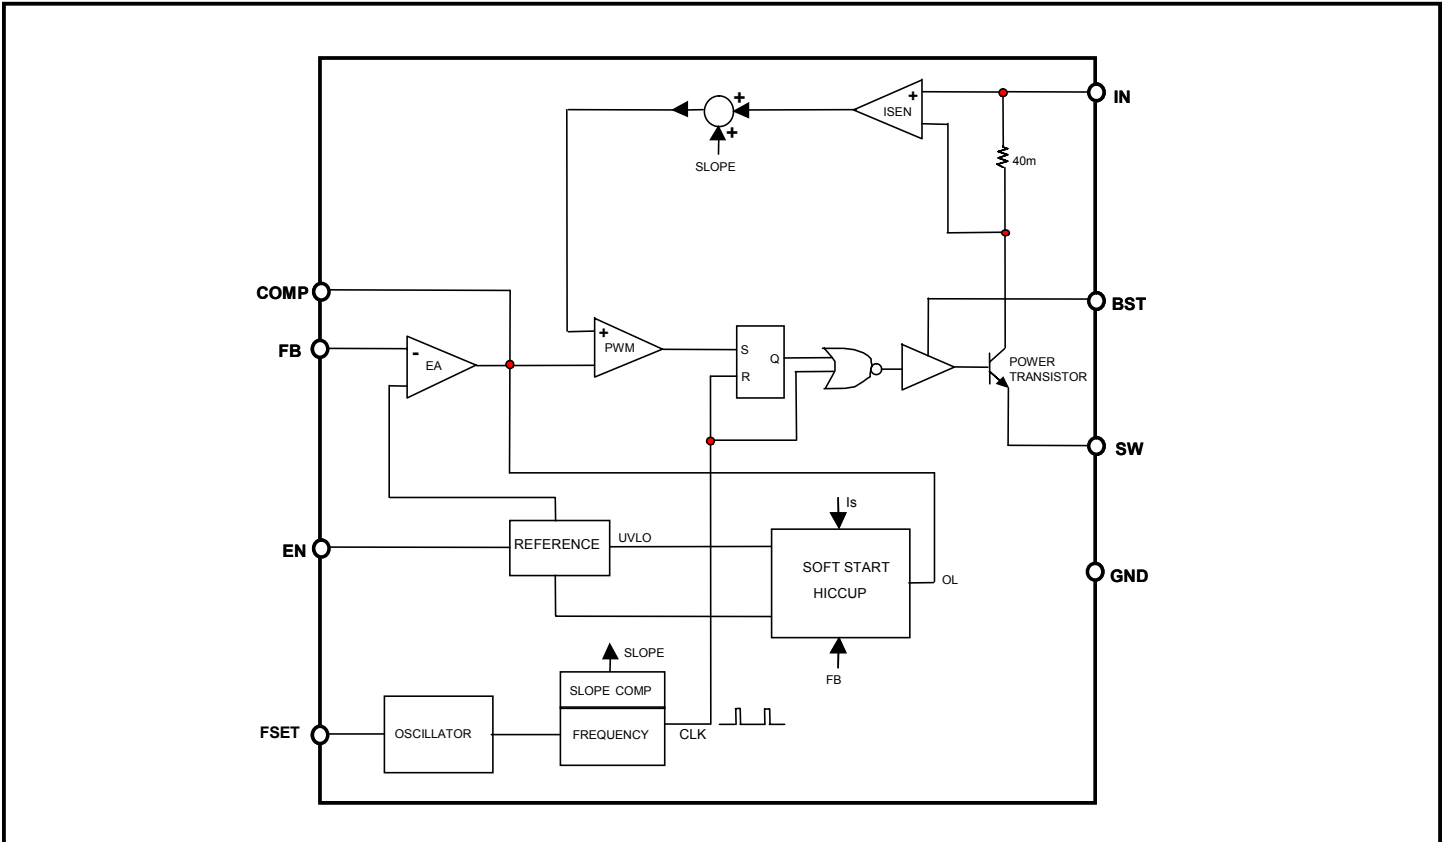 IN
+
ISEN
+
+
40m
SLOPE
COMP
BST
FB
+
PWM
-
EA
S
Q
R
POWER
TRANSISTOR
SW
Is
EN
REFERENCE
UVLO
SOFT START
HICCUP
OL
GND
SLOPE
FB
SLOPE COMP
FSET
OSCILLATOR
FREQUENCY
CLK